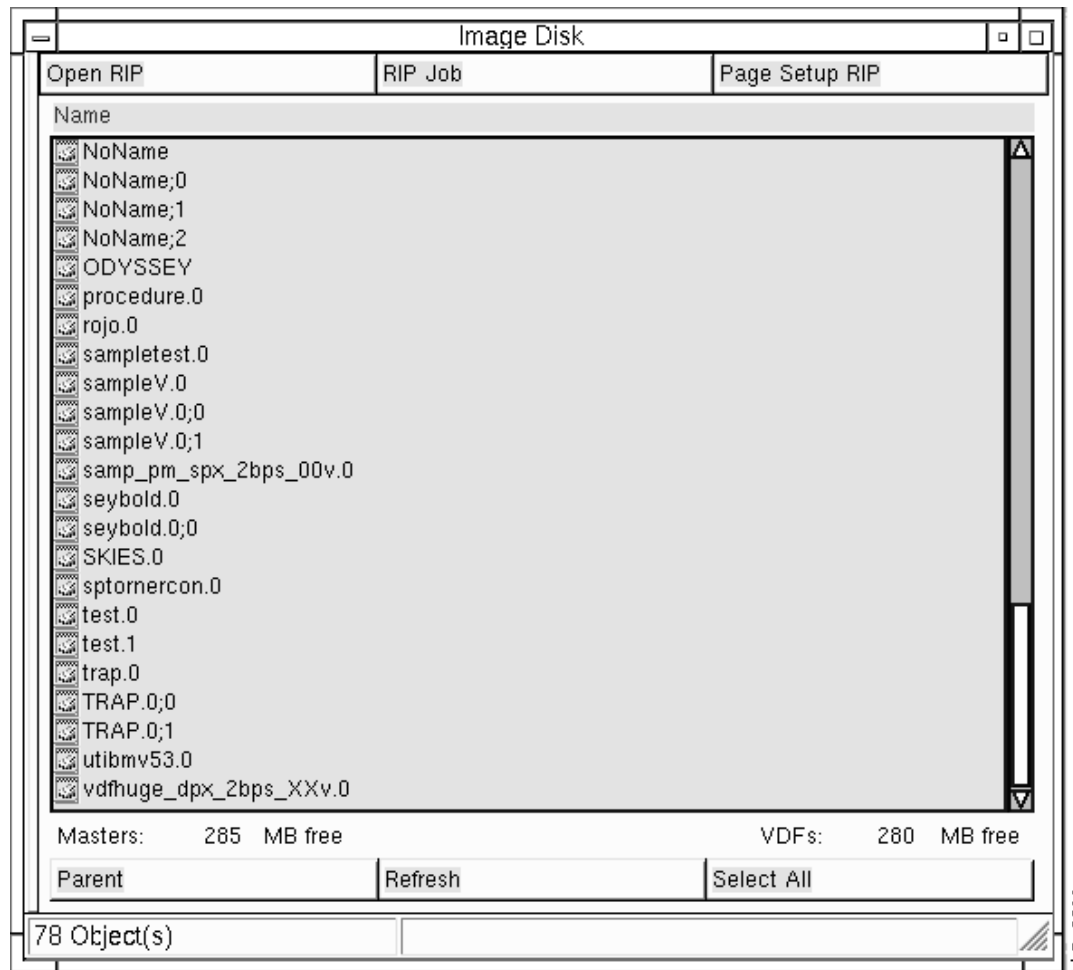 Image Disk
Open RIP RIP Job Page Setup RIP
Name
NoName
NoName;0
NoName;1
NoName;2
ODYSSEY
procedure.0
rojo.0
sampletest.0
sampleV.0
sampleV.0;0
sampleV.0;1
samp_pm_spx_2bps_00v.0
seybold.0
seybold.0;0
SKIES.0
sptornercon.0
test.0
test.1
trap.0
TRAP.0;0
TRAP.0;1
utibmv53.0
vdfhuge_dpx_2bps_XXv.0
Masters: 285 MB free VDFs: 280 MB free
Parent Refresh Select All
78 Object(s)